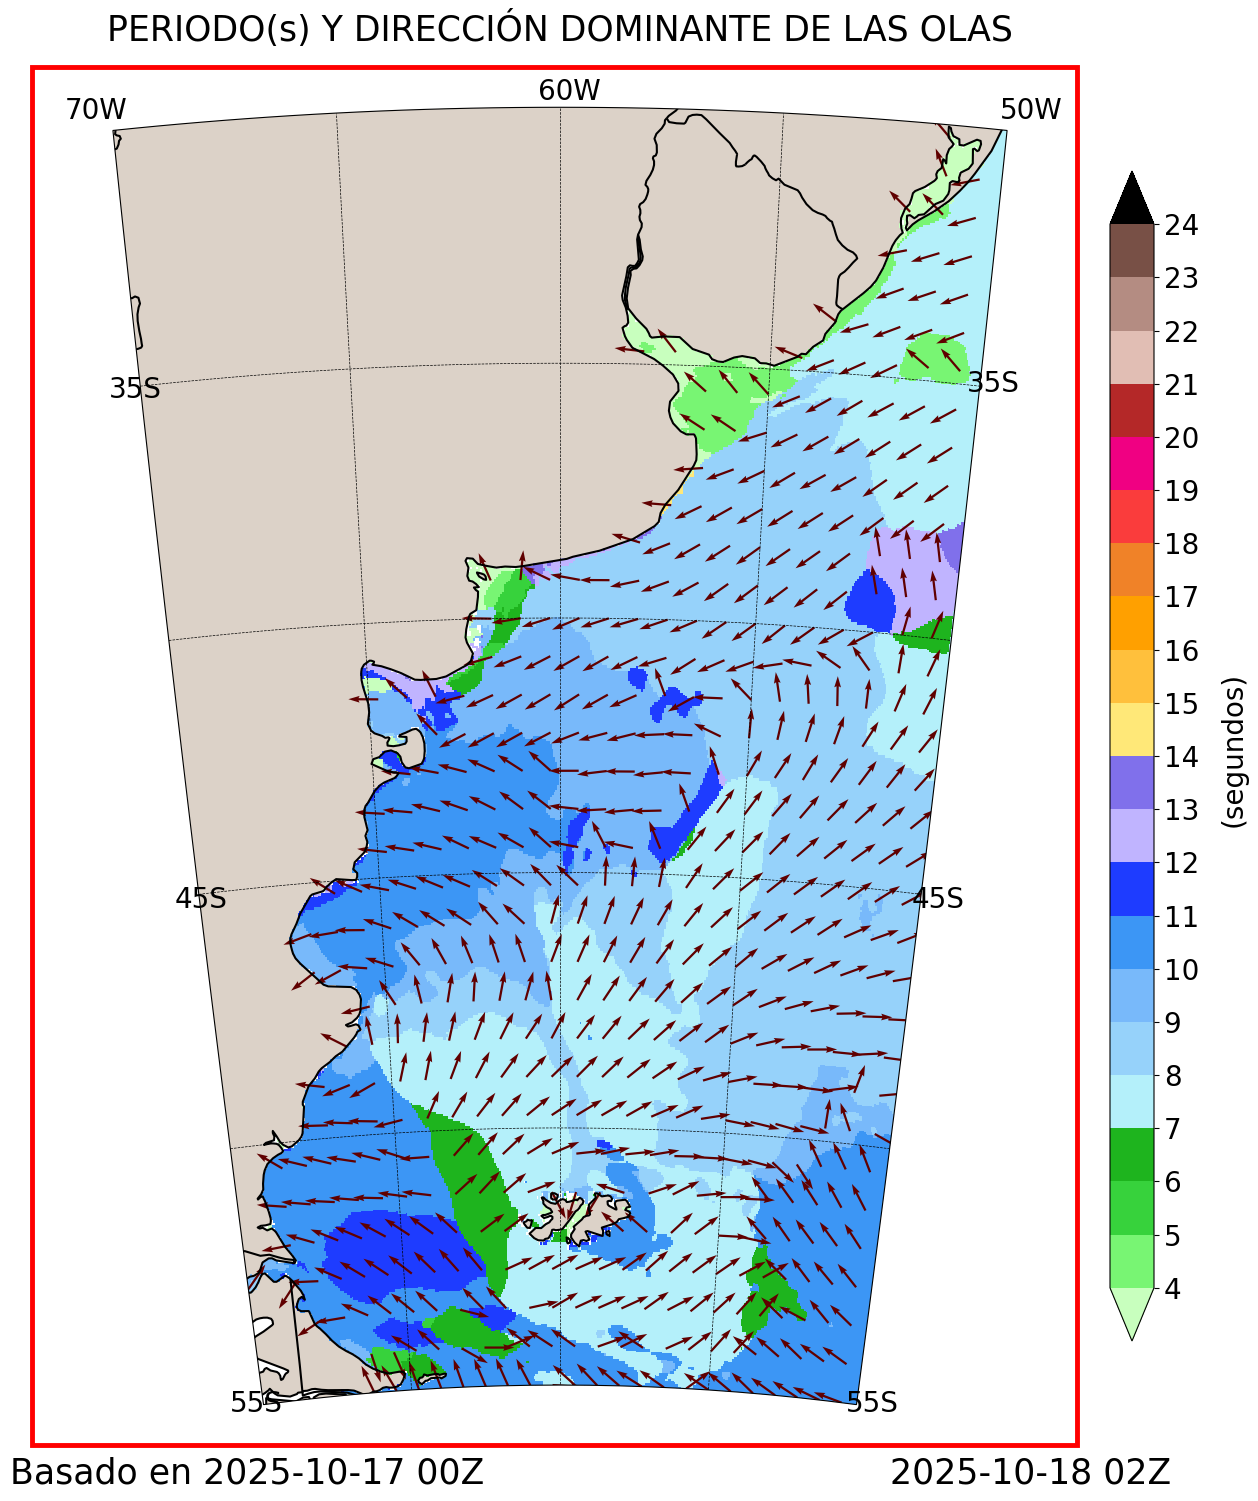 PERIODO(s) Y DIRECCIÓN DOMINANTE DE LAS OLAS
70W
60W
50W
35S
35S
45S
45S
55S
55S
24
23
22
21
20
19
18
17
16
15
14
13
12
11
10
9
8
7
6
5
4
(segundos)
Basado en 2025-10-17 00Z
2025-10-18 02Z